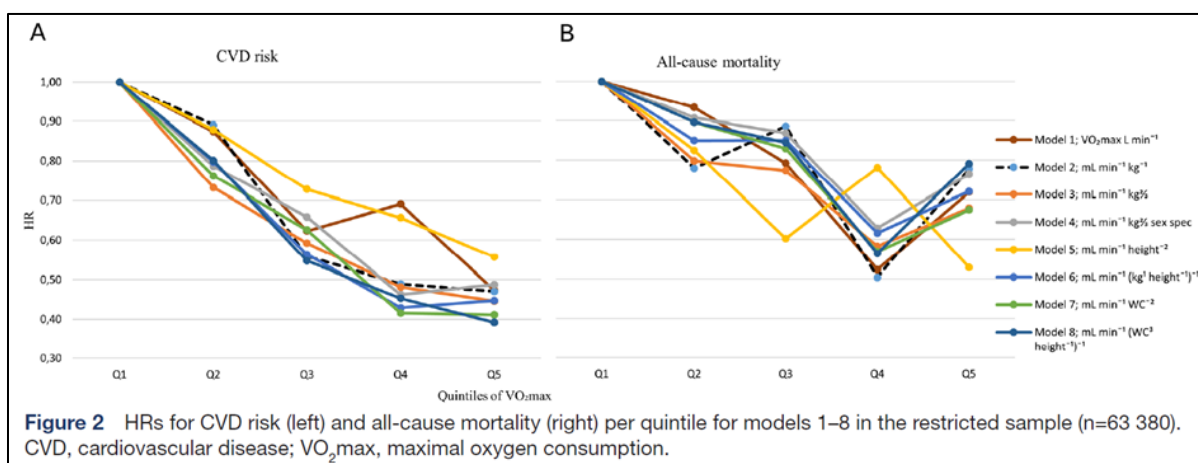 A
CVD risk
HR
1,00
0,90
0,80
0,70
0,60
0,50
0,40
0,30
Q1
Q2
Q3
Q4
Q5
Quintiles of VO₂max
B
All-cause mortality
Q1
Q2
Q3
Q4
Q5
Model 1; VO₂max L min⁻¹
Model 2; mL min⁻¹ kg⁻¹
Model 3; mL min⁻¹ kg⅔
Model 4; mL min⁻¹ kg⅔ sex spec
Model 5; mL min⁻¹ height⁻²
Model 6; mL min⁻¹ (kg¹ height⁻¹)⁻¹
Model 7; mL min⁻¹ WC⁻²
Model 8; mL min⁻¹ (WC³
height⁻¹)⁻¹
Figure 2 HRs for CVD risk (left) and all-cause mortality (right) per quintile for models 1–8 in the restricted sample (n=63 380).
CVD, cardiovascular disease; VO₂max, maximal oxygen consumption.